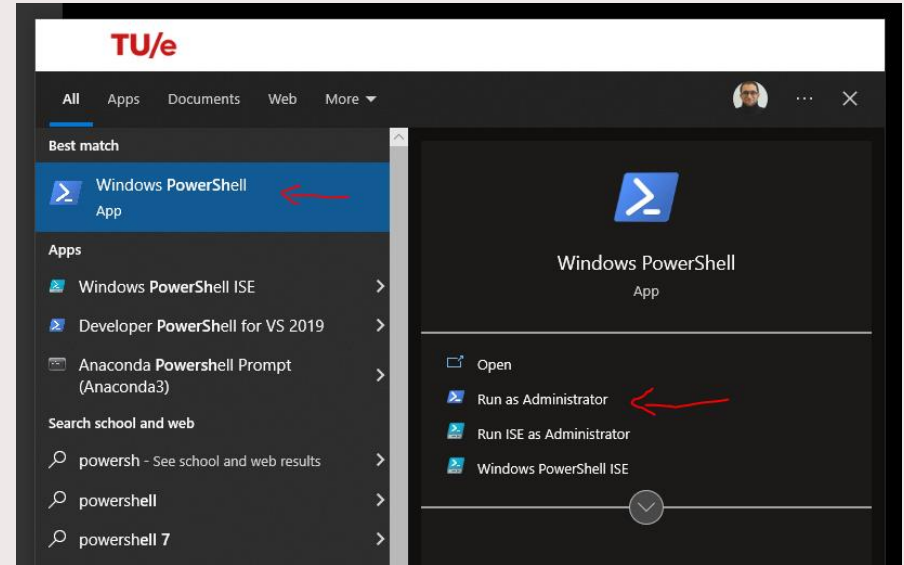 TU/e
All Apps Documents Web More
Best match
Windows PowerShell
App
Apps
Windows PowerShell ISE
Developer PowerShell for VS 2019
Anaconda Powershell Prompt
(Anaconda3)
Search school and web
powersh - See school and web results
powershell
powershell 7
Windows PowerShell
App
Open
Run as Administrator
Run ISE as Administrator
Windows PowerShell ISE